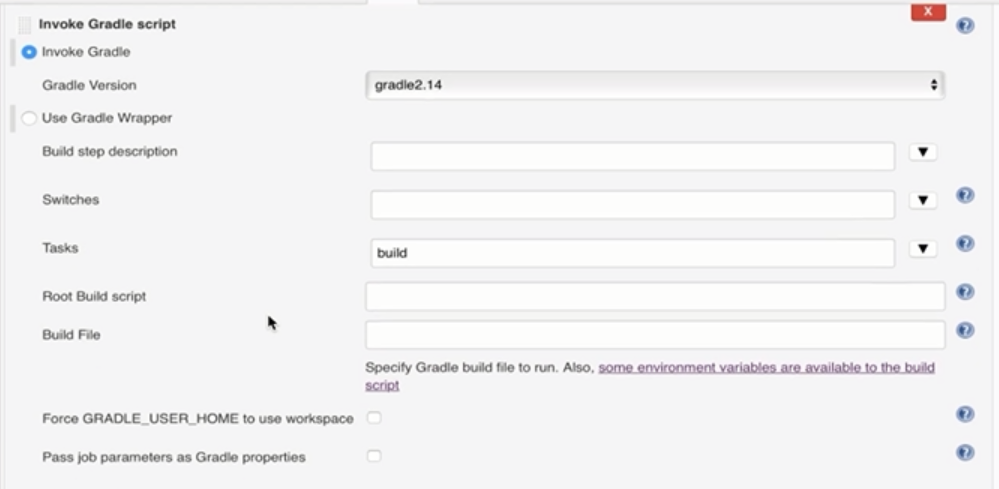 Invoke Gradle script
X
Invoke Gradle
Gradle Version
gradle2.14
Use Gradle Wrapper
Build step description
Switches
Tasks
build
Root Build script
Build File
Specify Gradle build file to run. Also, some environment variables are available to the build
script
Force GRADLE_USER_HOME to use workspace
Pass job parameters as Gradle properties